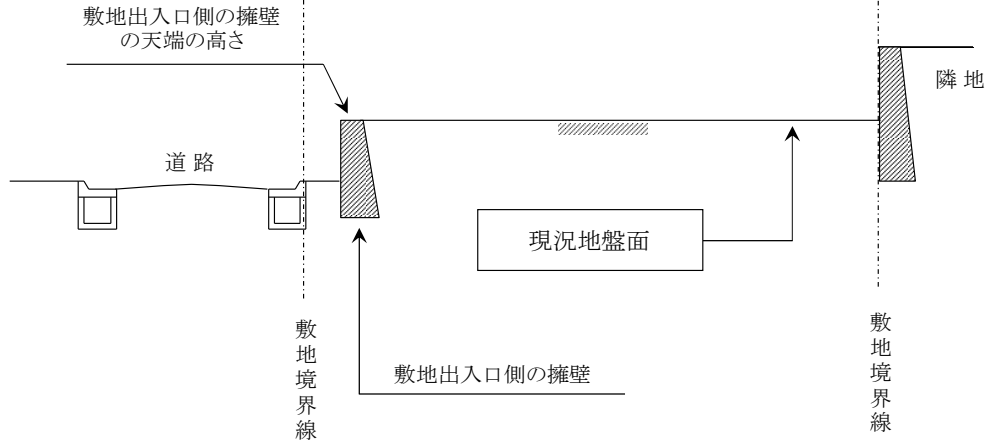 敷地出入口側の擁壁
の天端の高さ
隣 地
道 路
現況地盤面
敷地境界線
敷地出入口側の擁壁
敷地境界線